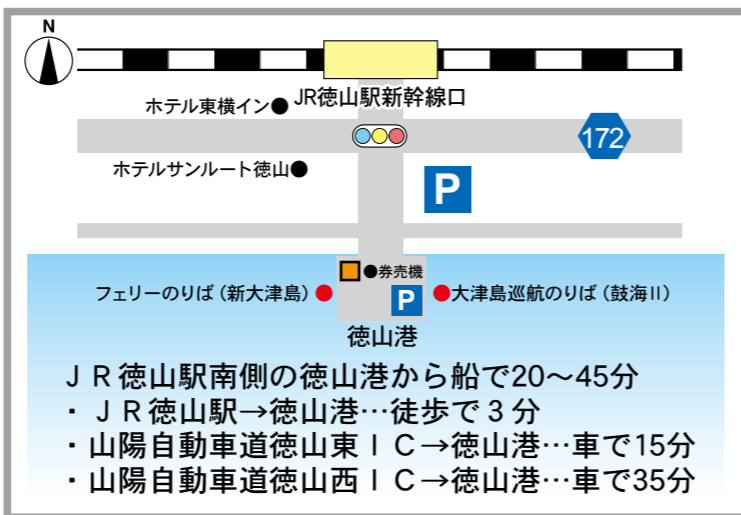 N
JR徳山駅新幹線口
ホテル東横イン●
172
ホテルサンルート徳山●
P
●券売機
フェリーのりば（新大津島）●
P
●大津島巡航のりば（鼓海II）
徳山港
ＪＲ徳山駅南側の徳山港から船で20〜45分
・ＪＲ徳山駅→徳山港…徒歩で３分
・山陽自動車道徳山東ＩＣ→徳山港…車で15分
・山陽自動車道徳山西ＩＣ→徳山港…車で35分